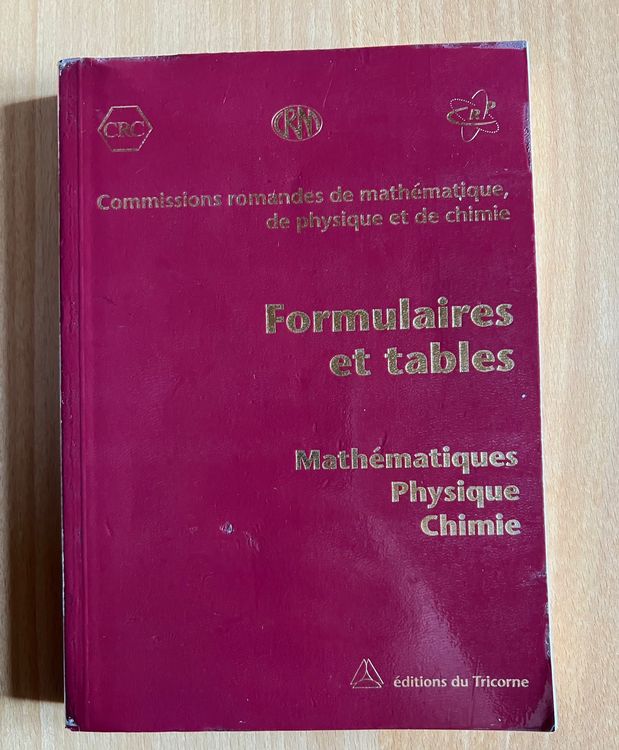 CRC
CRM
CRP
Commissions romandes de mathématique,
de physique et de chimie
Formulaires
et tables
Mathématiques
Physique
Chimie
éditions du Tricorne